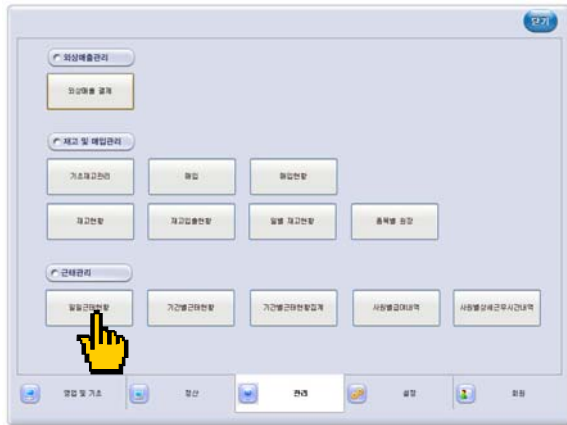 닫기
외상매출관리
외상매출 결제
재고 및 매입관리
기초재고관리 매입 매입현황
재고현황 재고입출현황 월별 재고현황 품목별 원장
근태관리
일일근태현황 기간별근태현황 기간별근태현황집계 사원별급여내역 사원별상세근무시간내역
영업 및 기초 정산 관리 설정 회원